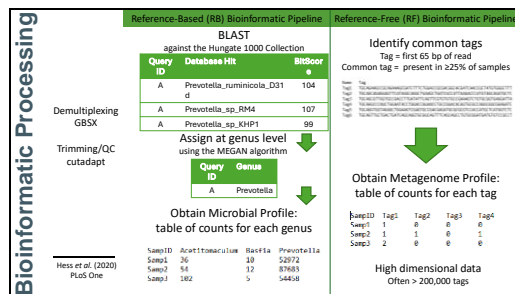 Bioinformatic Processing
Demultiplexing
GBSX
Trimming/QC
cutadapt
Hess et al. (2020)
PLoS One
Reference-Based (RB) Bioinformatic Pipeline
BLAST
against the Hungate 1000 Collection
Query ID Database Hit BitScore
A Prevotella_ruminicola_D31d 104
A Prevotella_sp_RM4 107
A Prevotella_sp_KHP1 99
Assign at genus level
using the MEGAN algorithm
Query ID Genus
A Prevotella
Obtain Microbial Profile:
table of counts for each genus
SampID Acetitomaculum Basfia Prevotella
Samp1 36 10 52972
Samp2 54 12 87683
Samp3 102 5 54458
Reference-Free (RF) Bioinformatic Pipeline
Identify common tags
Tag = first 65 bp of read
Common tag = present in ≥25% of samples
Name Tag
Obtain Metagenome Profile:
table of counts for each tag
SampID Tag1 Tag2 Tag3 Tag4
Samp1 1 0 0 0
Samp2 1 1 0 1
Samp3 2 0 0 0
High dimensional data
Often > 200,000 tags